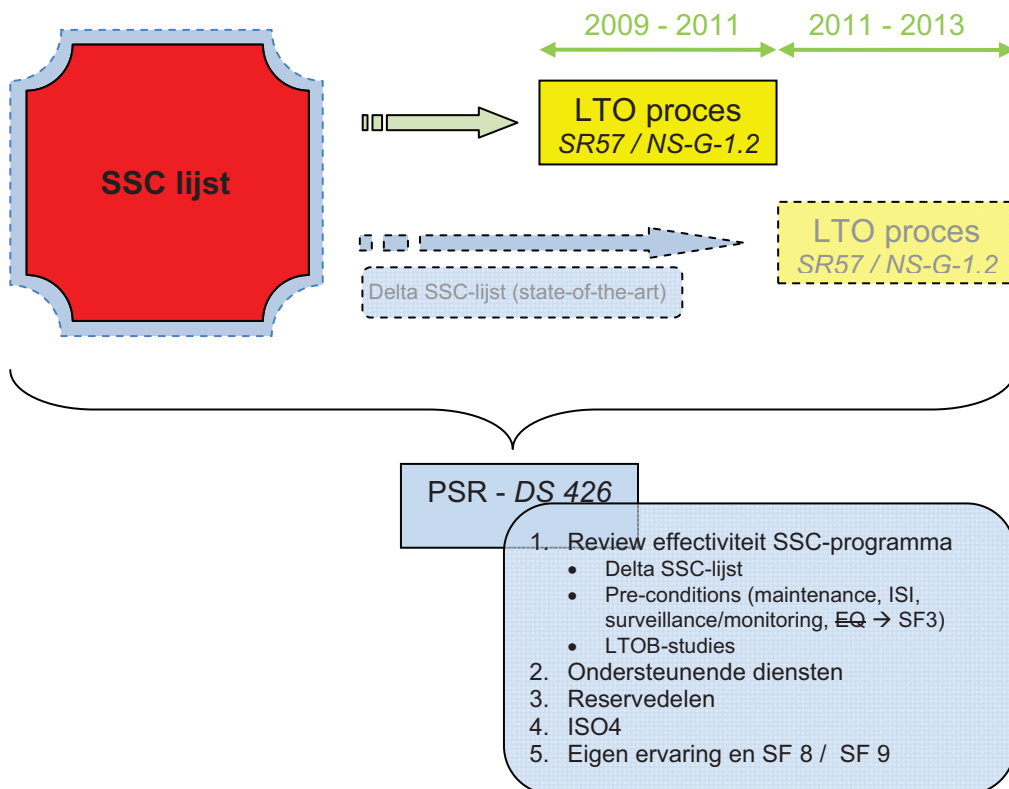 2009 - 2011
2011 - 2013
LTO proces
SR57 / NS-G-1.2
SSC lijst
LTO proces
SR57 / NS-G-1.2
Delta SSC-lijst (state-of-the-art)
PSR - DS 426
1. Review effectiviteit SSC-programma
• Delta SSC-lijst
• Pre-conditions (maintenance, ISI,
surveillance/monitoring, EQ → SF3)
• LTOB-studies
2. Ondersteunende diensten
3. Reservedelen
4. ISO4
5. Eigen ervaring en SF 8 / SF 9